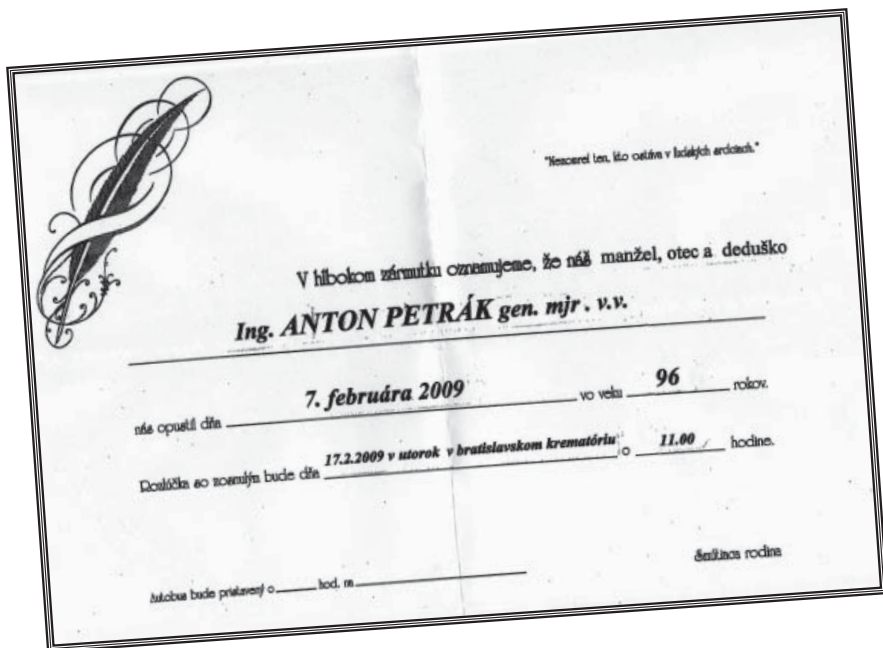 "Nezomrel ten, kto ostáva v ľudských srdciach."
V hlbokom zármutku oznamujeme, že náš manžel, otec a deduško
Ing. ANTON PETRÁK gen. mjr . v.v.
nás opustil dňa 7. februára 2009 vo veku 96 rokov.
Rozlúčka so zosnulým bude dňa 17.2.2009 v utorok v bratislavskom krematóriu o 11.00 hodine.
Autobus bude pristavený o hod. na
Smútiaca rodina